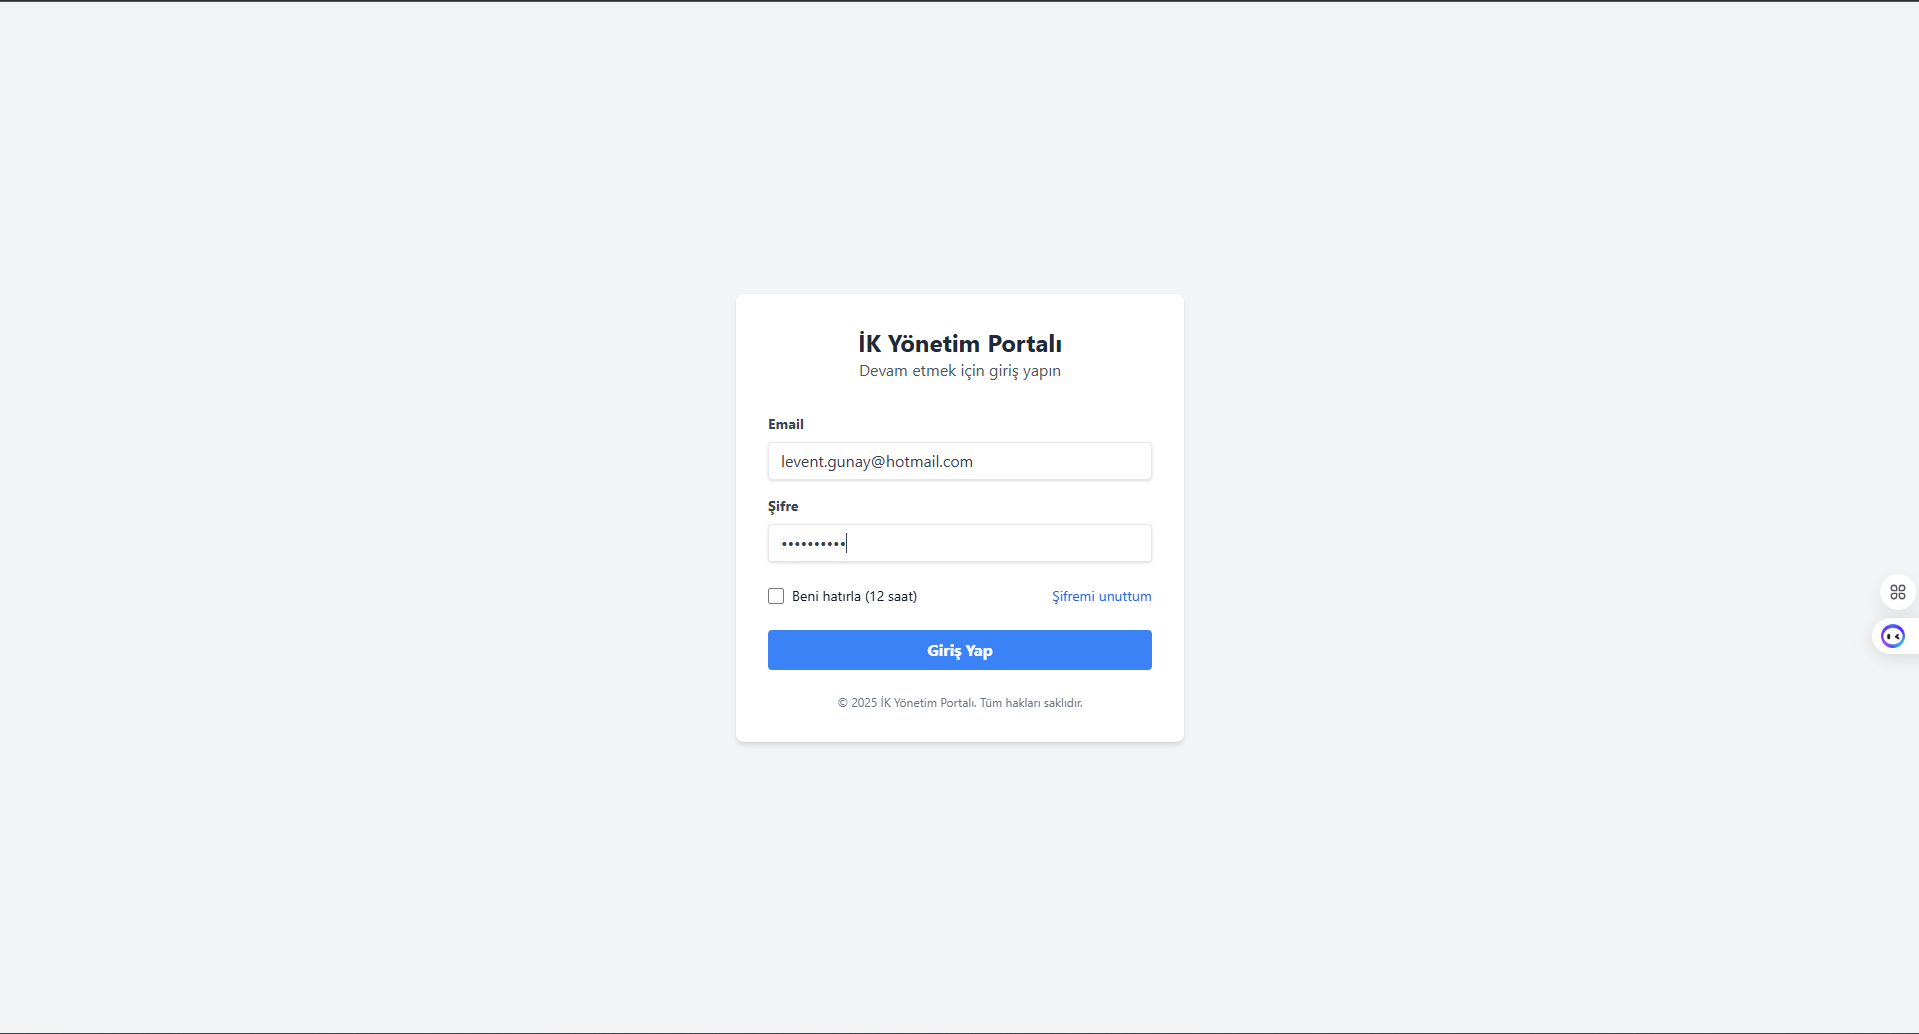 İK Yönetim Portalı
Devam etmek için giriş yapın
Email
levent.gunay@hotmail.com
Şifre
••••••••••
Beni hatırla (12 saat)
Şifremi unuttum
Giriş Yap
© 2025 İK Yönetim Portalı. Tüm hakları saklıdır.